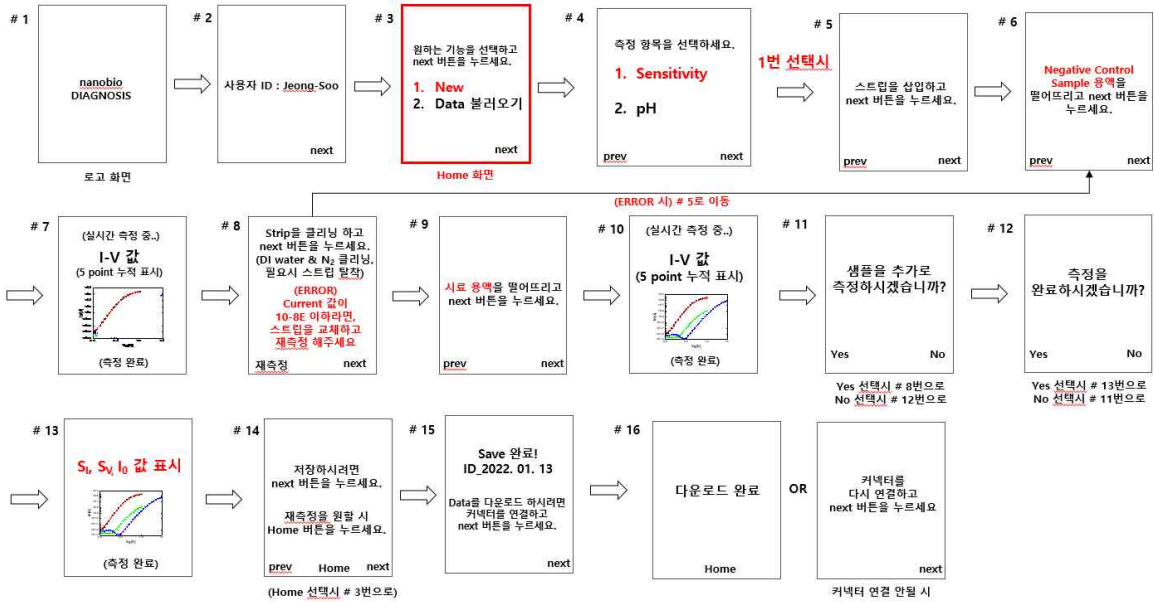 # 1
nanobio
DIAGNOSIS
로고 화면
# 2
사용자 ID : Jeong-Soo
next
# 3
원하는 기능을 선택하고
next 버튼을 누르세요.
1. New
2. Data 불러오기
next
Home 화면
# 4
측정 항목을 선택하세요.
1. Sensitivity
2. pH
prev next
1번 선택시
# 5
스트립을 삽입하고
next 버튼을 누르세요.
prev next
# 6
Negative Control
Sample 용액을
떨어뜨리고 next 버튼을
누르세요.
prev next
(ERROR 시) # 5로 이동
# 7
(실시간 측정 중..)
I-V 값
(5 point 누적 표시)
(측정 완료)
# 8
Strip을 클리닝 하고
next 버튼을 누르세요.
(DI water & N₂ 클리닝,
필요시 스트립 탈착)
(ERROR)
Current 값이
10-8E 이하라면,
스트립을 교체하고
재측정 해주세요
재측정 next
# 9
시료 용액을 떨어뜨리고
next 버튼을 누르세요.
prev next
# 10
(실시간 측정 중..)
I-V 값
(5 point 누적 표시)
(측정 완료)
# 11
샘플을 추가로
측정하시겠습니까?
Yes No
Yes 선택시 # 8번으로
No 선택시 # 12번으로
# 12
측정을
완료하시겠습니까?
Yes No
Yes 선택시 # 13번으로
No 선택시 # 11번으로
# 13
S_I, S_V, I₀ 값 표시
(측정 완료)
# 14
저장하시려면
next 버튼을 누르세요.
재측정을 원할 시
Home 버튼을 누르세요.
prev Home next
(Home 선택시 # 3번으로)
# 15
Save 완료!
ID_2022. 01. 13
Data를 다운로드 하시려면
커넥터를 연결하고
next 버튼을 누르세요.
next
# 16
다운로드 완료
Home
OR
커넥터를
다시 연결하고
next 버튼을 누르세요
next
커넥터 연결 안될 시